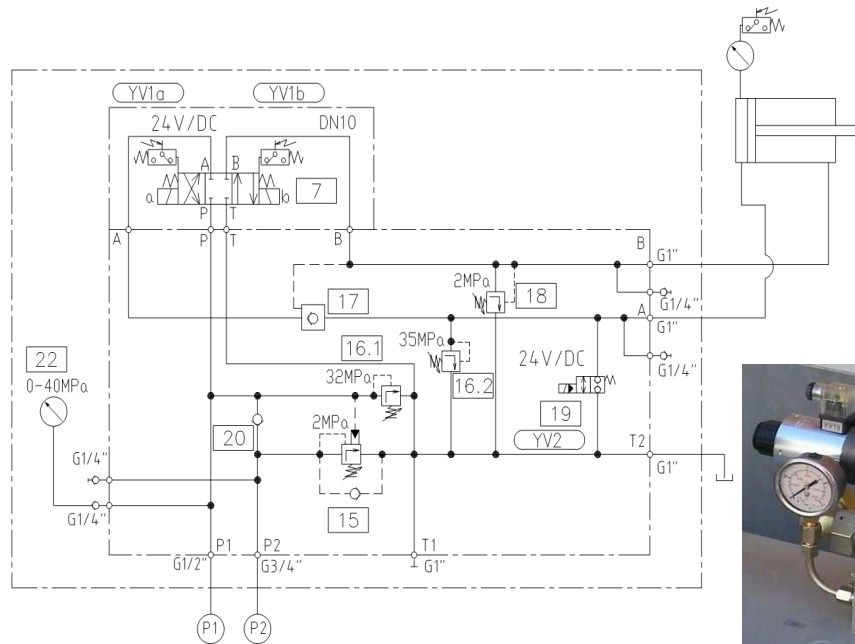 YV1a YV1b
24V/DC DN10
A B
a b 7
P T
A P T B
B G1"
2MPa 18
17 G1/4"
A G1"
16.1 35MPa
22 24V/DC G1/4"
0-40MPa 32MPa 16.2
2MPa 19
20 YV2 T2
G1/4" G1"
G1/4" 15
P1 P2 T1
G1/2" G3/4" G1"
P1 P2